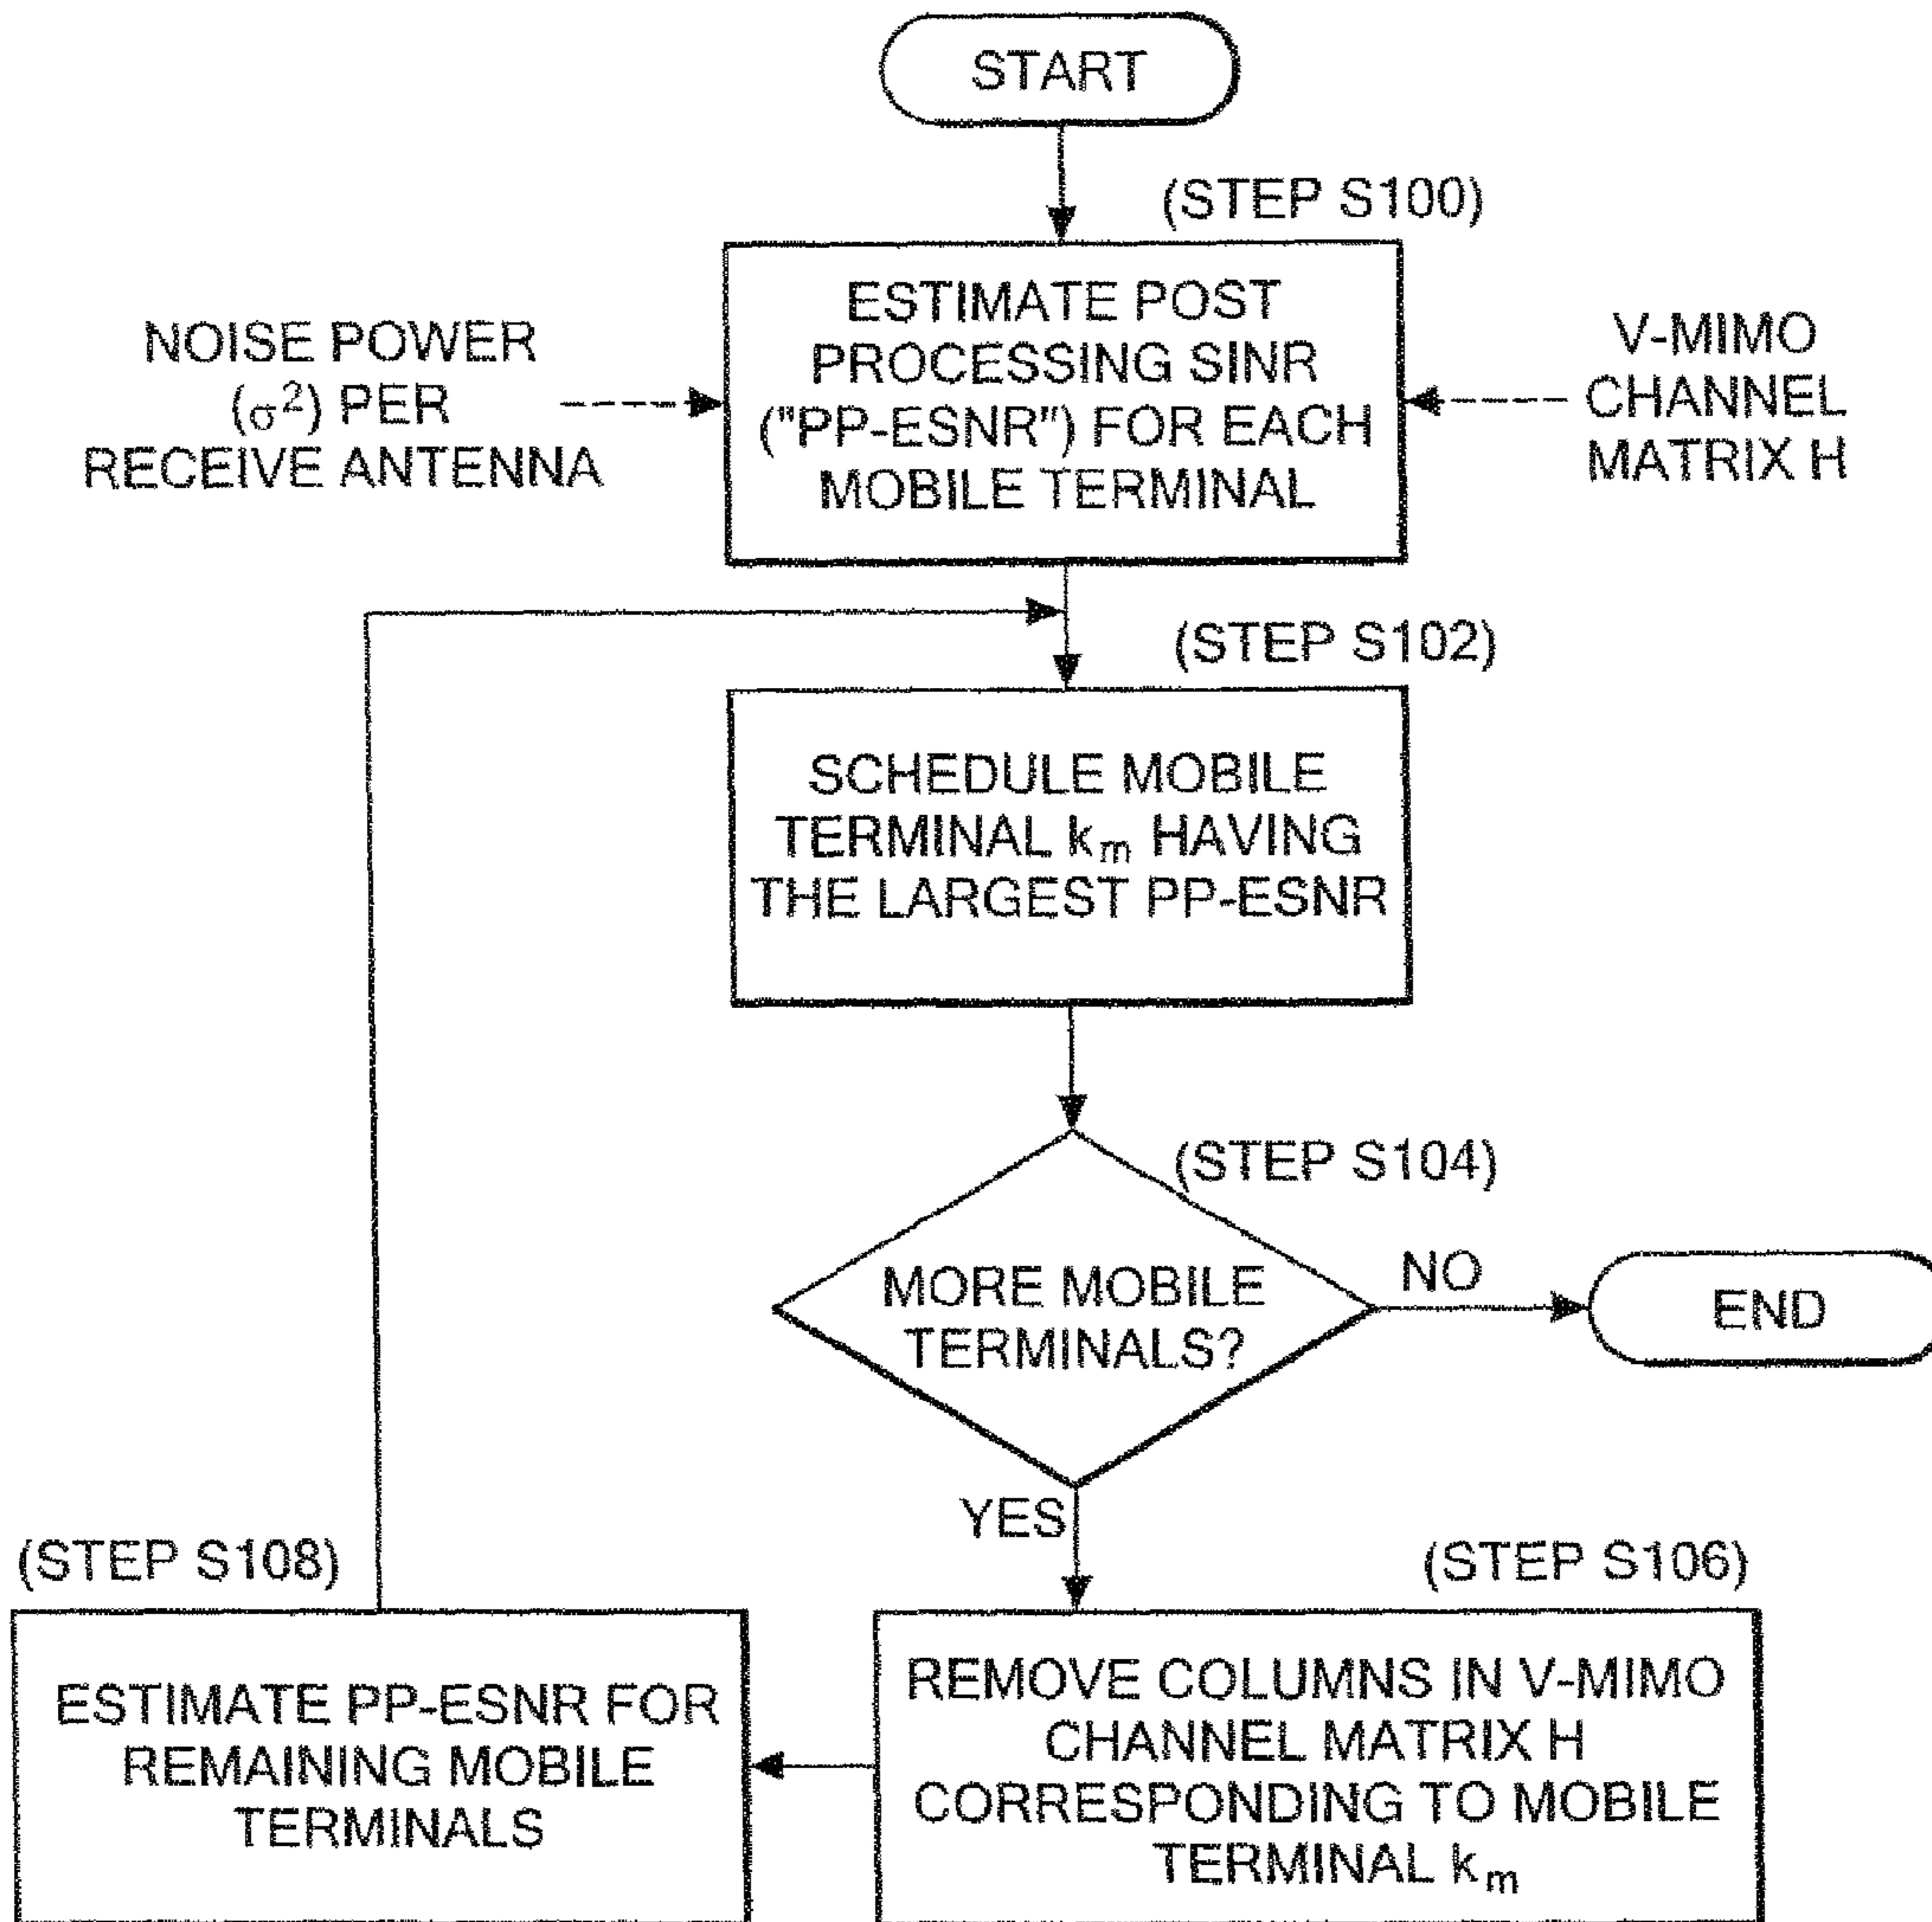 START
(STEP S100)
NOISE POWER
(σ²) PER
RECEIVE ANTENNA
ESTIMATE POST
PROCESSING SINR
("PP-ESNR") FOR EACH
MOBILE TERMINAL
V-MIMO
CHANNEL
MATRIX H
(STEP S102)
SCHEDULE MOBILE
TERMINAL kₘ HAVING
THE LARGEST PP-ESNR
(STEP S104)
MORE MOBILE
TERMINALS?
NO
END
YES
(STEP S106)
REMOVE COLUMNS IN V-MIMO
CHANNEL MATRIX H
CORRESPONDING TO MOBILE
TERMINAL kₘ
(STEP S108)
ESTIMATE PP-ESNR FOR
REMAINING MOBILE
TERMINALS